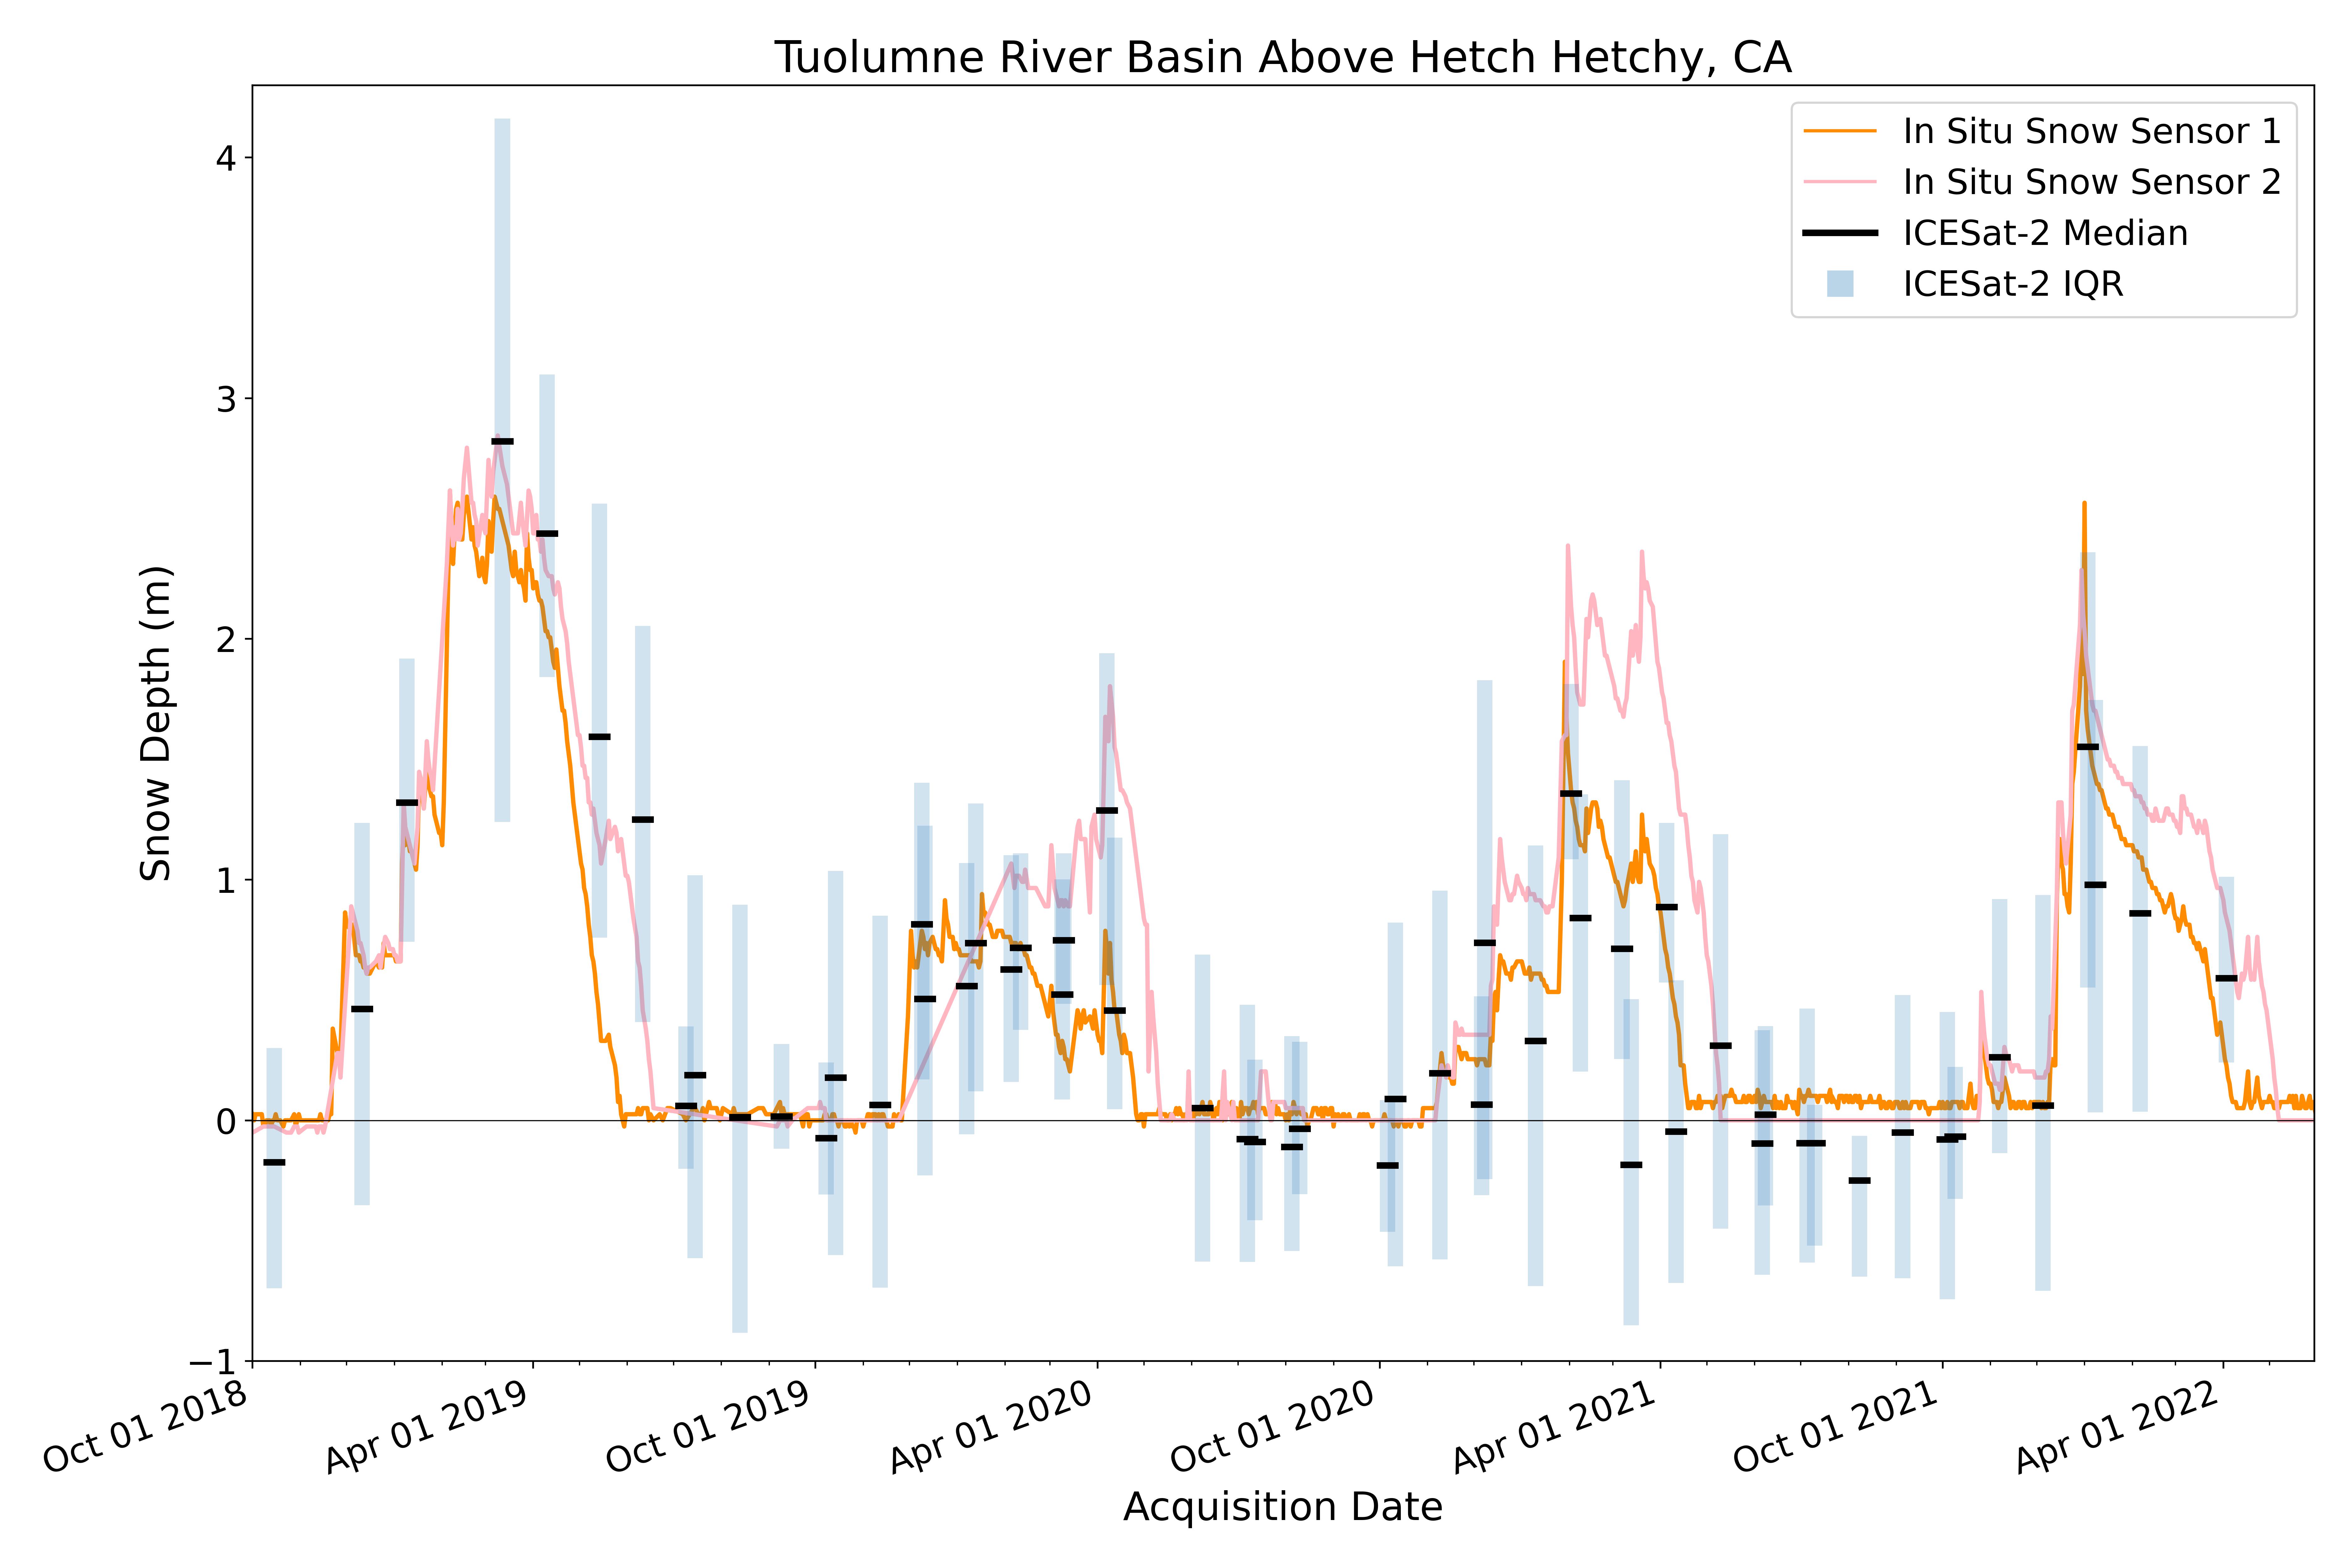 Tuolumne River Basin Above Hetch Hetchy, CA
In Situ Snow Sensor 1
In Situ Snow Sensor 2
ICESat-2 Median
ICESat-2 IQR
Snow Depth (m)
4
3
2
1
0
−1
Oct 01 2018
Apr 01 2019
Oct 01 2019
Apr 01 2020
Oct 01 2020
Apr 01 2021
Oct 01 2021
Apr 01 2022
Acquisition Date